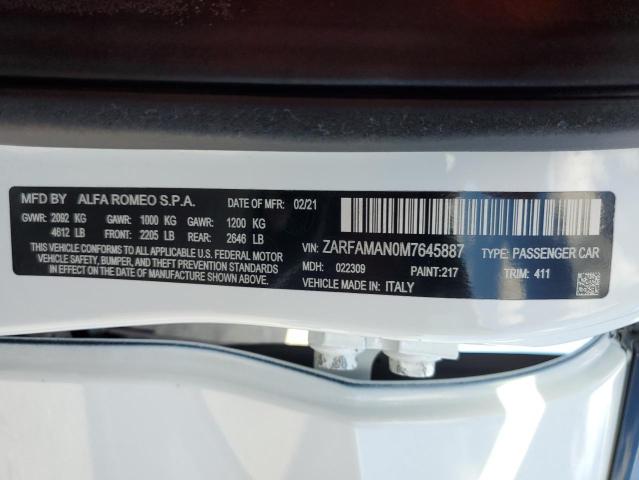 MFD BY ALFA ROMEO S.P.A. DATE OF MFR: 02/21
GVWR: 2092 KG GAWR: 1000 KG GAWR: 1200 KG
4612 LB FRONT: 2205 LB REAR: 2646 LB
THIS VEHICLE CONFORMS TO ALL APPLICABLE U.S. FEDERAL MOTOR
VEHICLE SAFETY, BUMPER, AND THEFT PREVENTION STANDARDS
IN EFFECT ON THE DATE OF MANUFACTURE SHOWN ABOVE.
VIN: ZARFAMAN0M7645887 TYPE: PASSENGER CAR
MDH: 022309 PAINT:217 TRIM: 411
VEHICLE MADE IN: ITALY